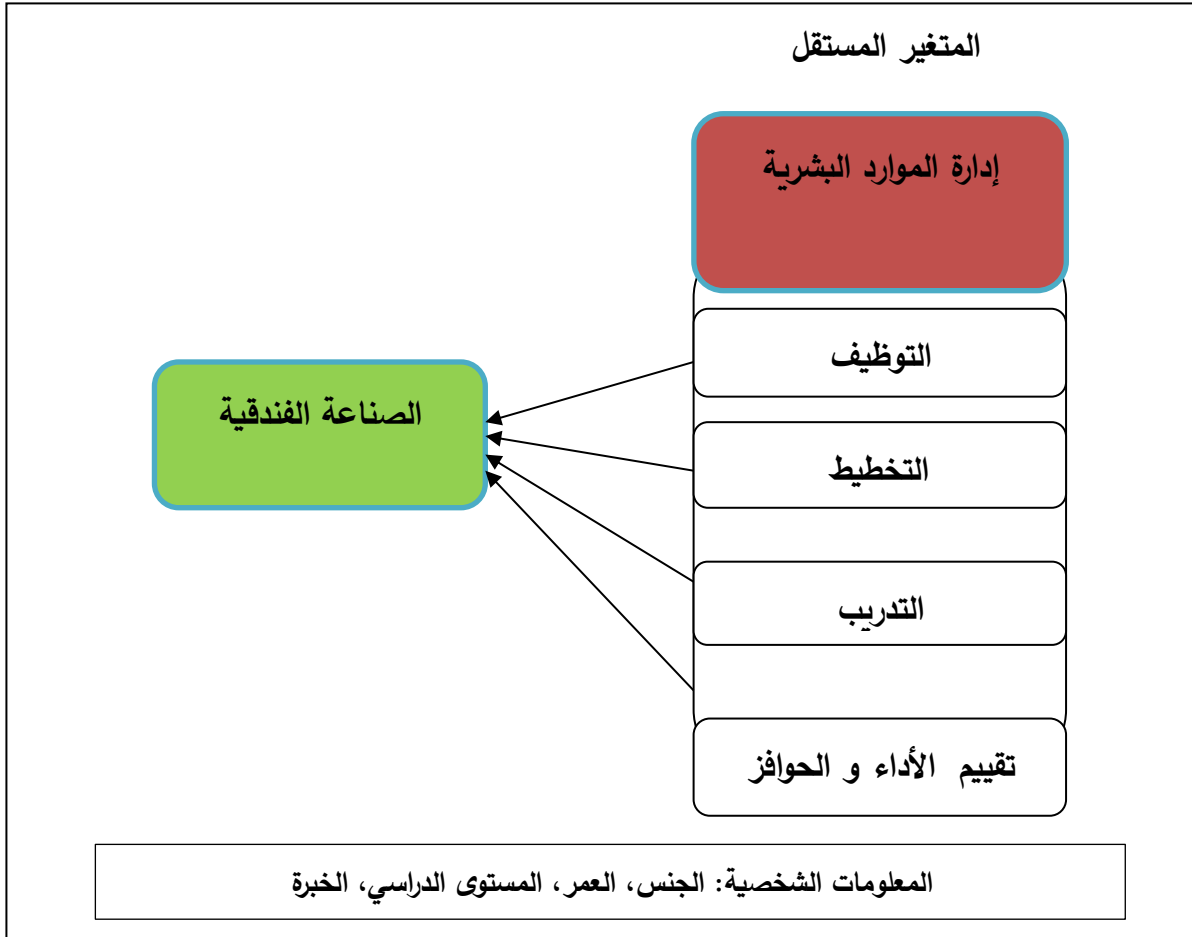 المتغير المستقل
إدارة الموارد البشرية
التوظيف
الصناعة الفندقية
التخطيط
التدريب
تقييم الأداء و الحوافز
المعلومات الشخصية: الجنس، العمر، المستوى الدراسي، الخبرة